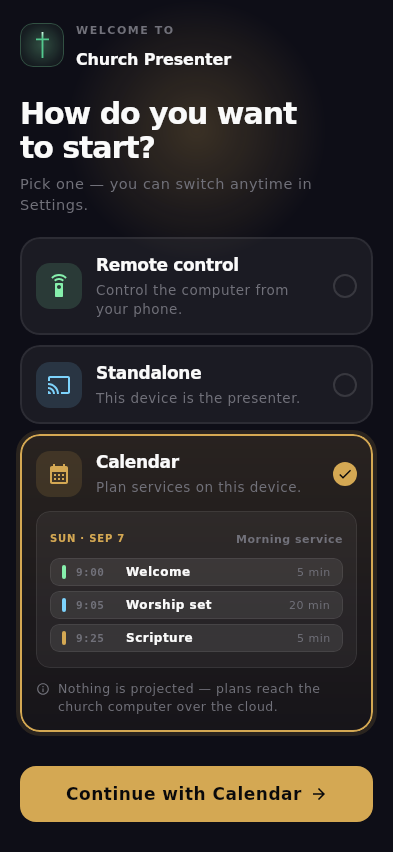 WELCOME TO
Church Presenter
How do you want
to start?
Pick one — you can switch anytime in
Settings.
Remote control
Control the computer from
your phone.
Standalone
This device is the presenter.
Calendar
Plan services on this device.
SUN · SEP 7 Morning service
9:00 Welcome 5 min
9:05 Worship set 20 min
9:25 Scripture 5 min
Nothing is projected — plans reach the
church computer over the cloud.
Continue with Calendar →